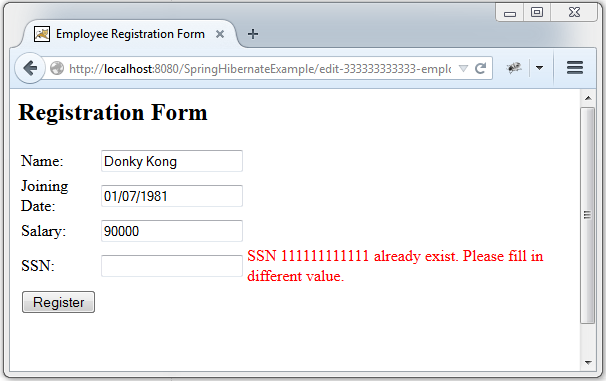 Employee Registration Form
http://localhost:8080/SpringHibernateExample/edit-333333333333-emplo
Registration Form
Name: Donky Kong
Joining
Date: 01/07/1981
Salary: 90000
SSN: SSN 111111111111 already exist. Please fill in
different value.
Register